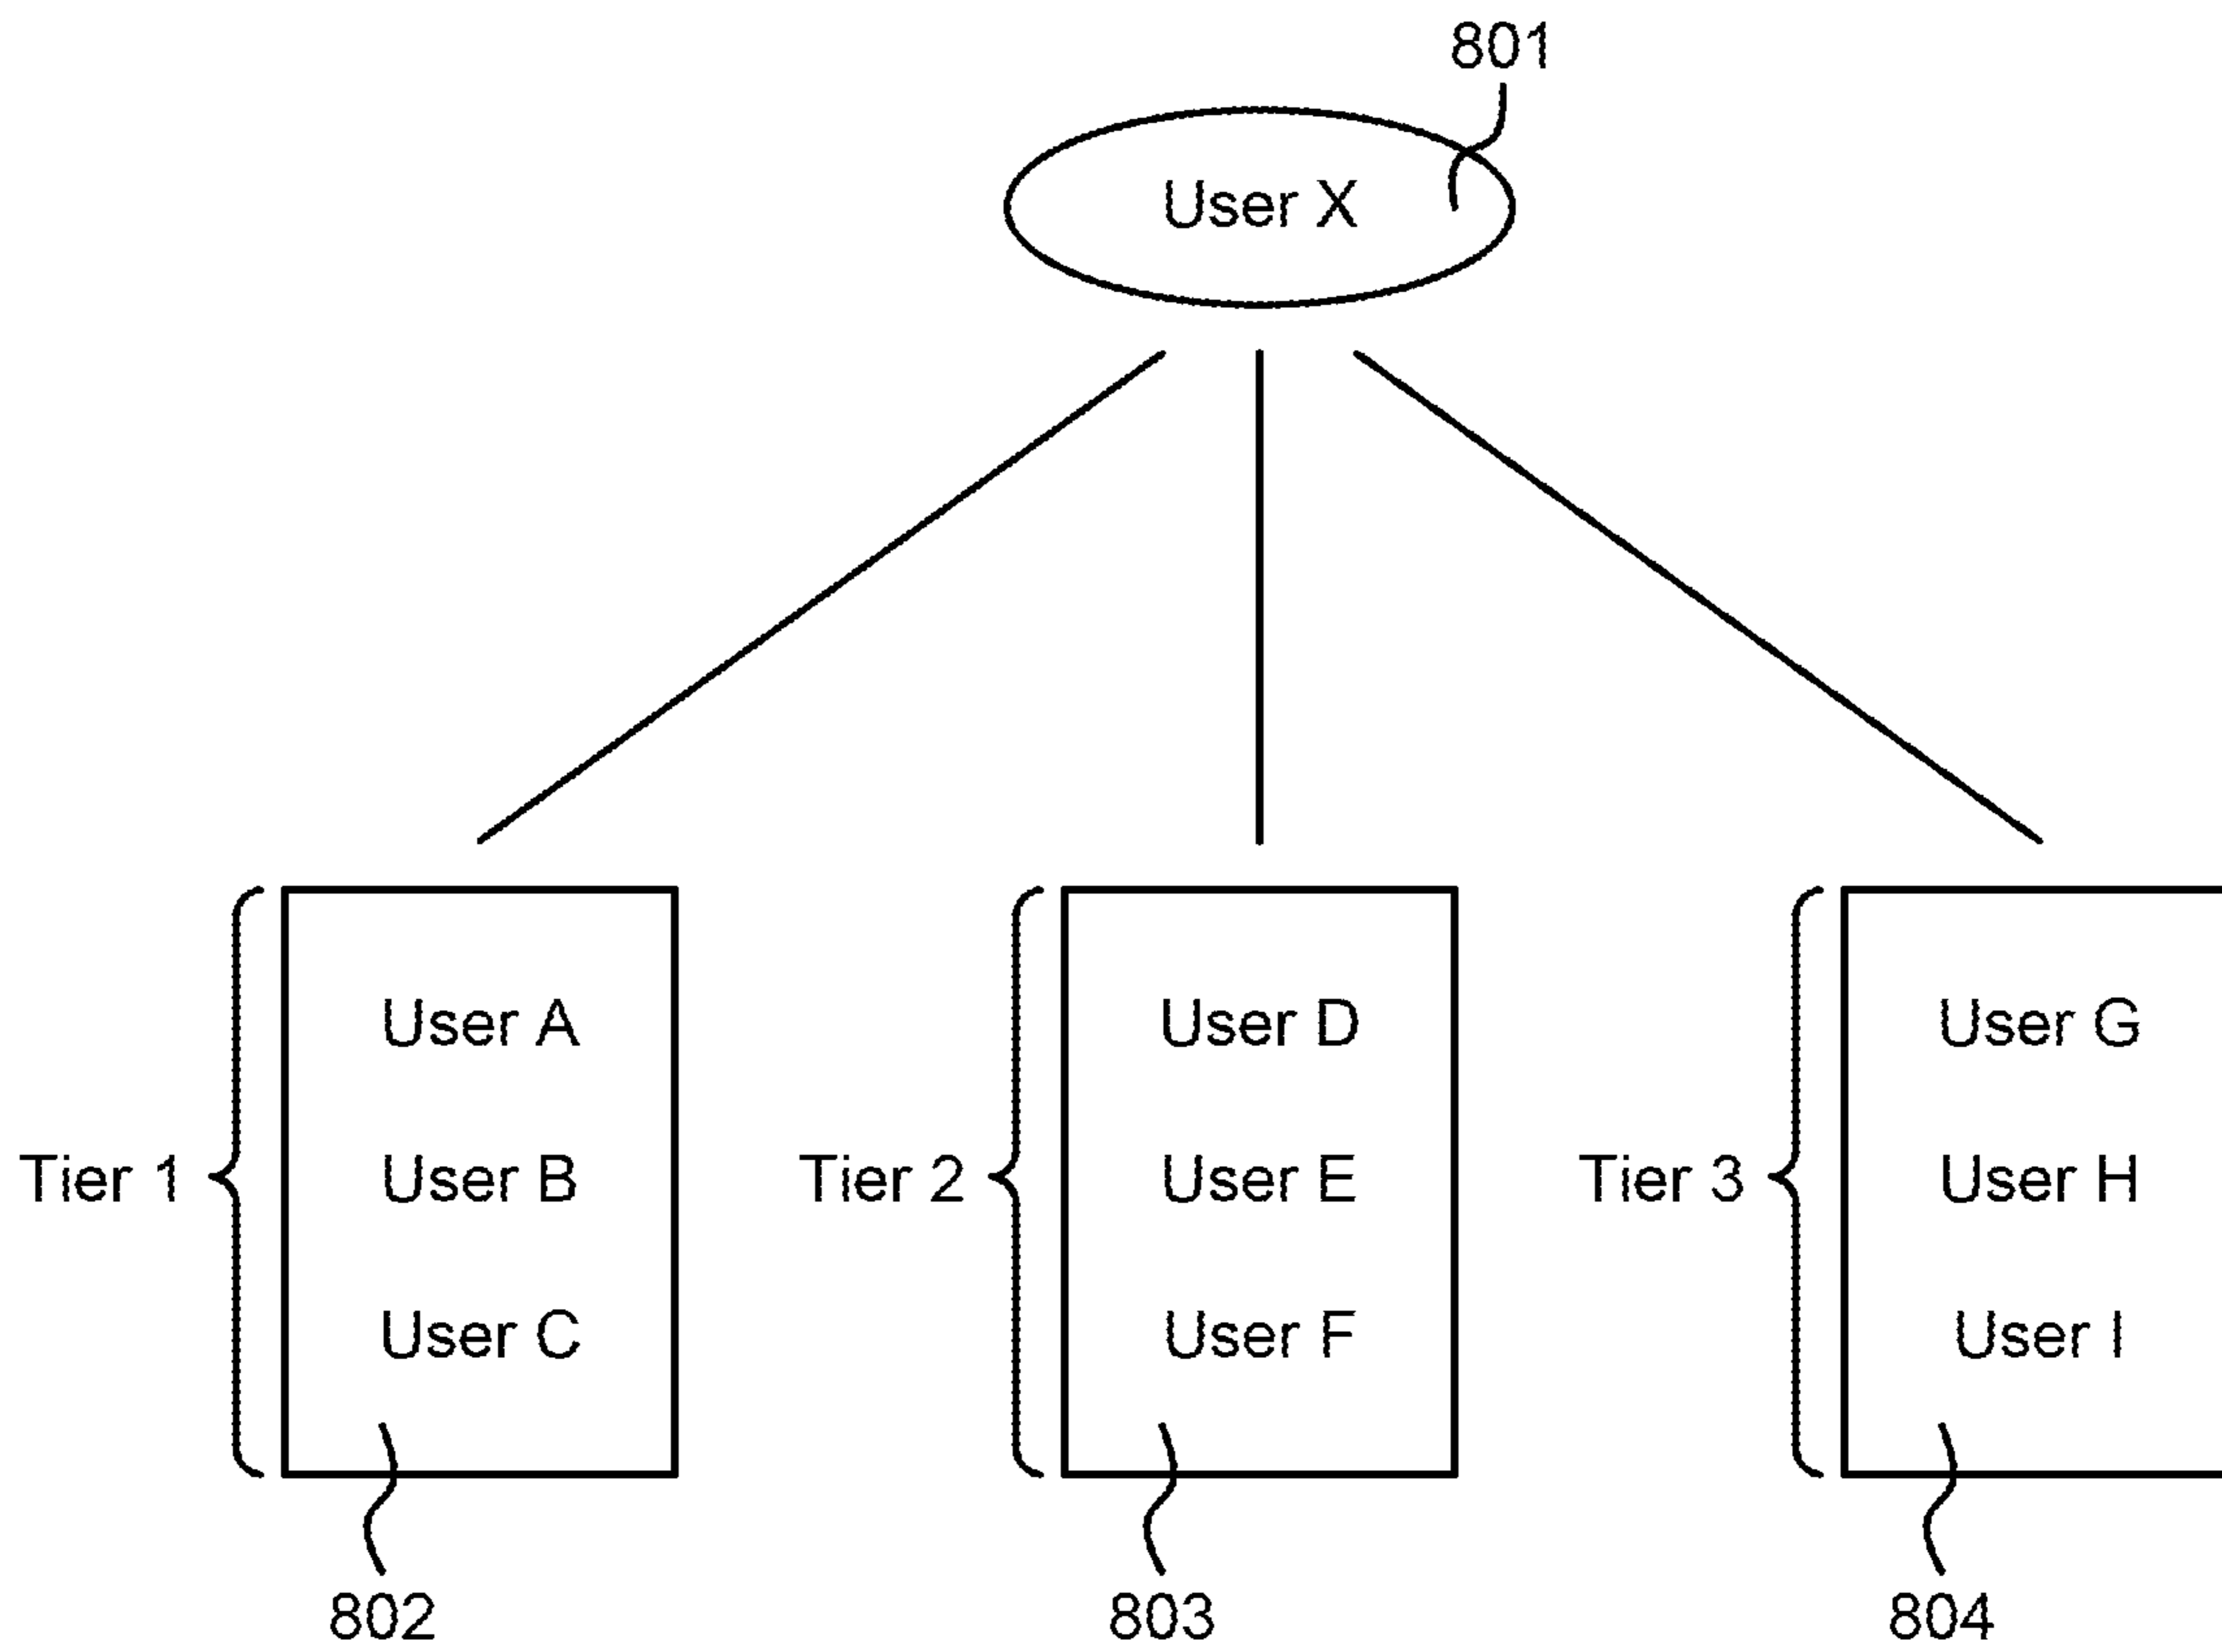 801
User X
User A
User D
User G
Tier 1
User B
Tier 2
User E
Tier 3
User H
User C
User F
User I
802
803
804